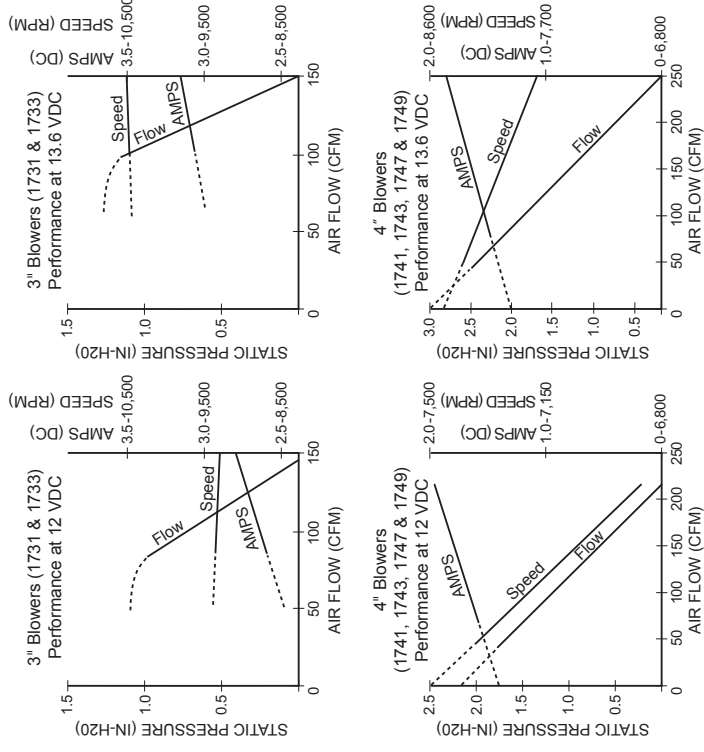 3" Blowers (1731 & 1733)
Performance at 12 VDC
STATIC PRESSURE (IN-H20)
1.5
1.0
0.5
0
50
100
150
AIR FLOW (CFM)
Flow
Speed
AMPS
AMPS (DC)
SPEED (RPM)
3.5-10,500
3.0-9,500
2.5-8,500
3" Blowers (1731 & 1733)
Performance at 13.6 VDC
STATIC PRESSURE (IN-H20)
1.5
1.0
0.5
0
50
100
150
AIR FLOW (CFM)
Speed
Flow
AMPS
AMPS (DC)
SPEED (RPM)
3.5-10,500
3.0-9,500
2.5-8,500
4" Blowers
(1741, 1743, 1747 & 1749)
Performance at 12 VDC
STATIC PRESSURE (IN-H20)
2.5
2.0
1.5
1.0
0.5
0
50
100
150
200
250
AIR FLOW (CFM)
AMPS
Speed
Flow
AMPS (DC)
SPEED (RPM)
2.0-7,500
1.0-7,150
0-6,800
4" Blowers
(1741, 1743, 1747 & 1749)
Performance at 13.6 VDC
STATIC PRESSURE (IN-H20)
3.0
2.5
2.0
1.0
0.5
0
50
100
150
200
250
AIR FLOW (CFM)
AMPS
Speed
Flow
AMPS (DC)
SPEED (RPM)
2.0-8,600
1.0-7,700
0-6,800